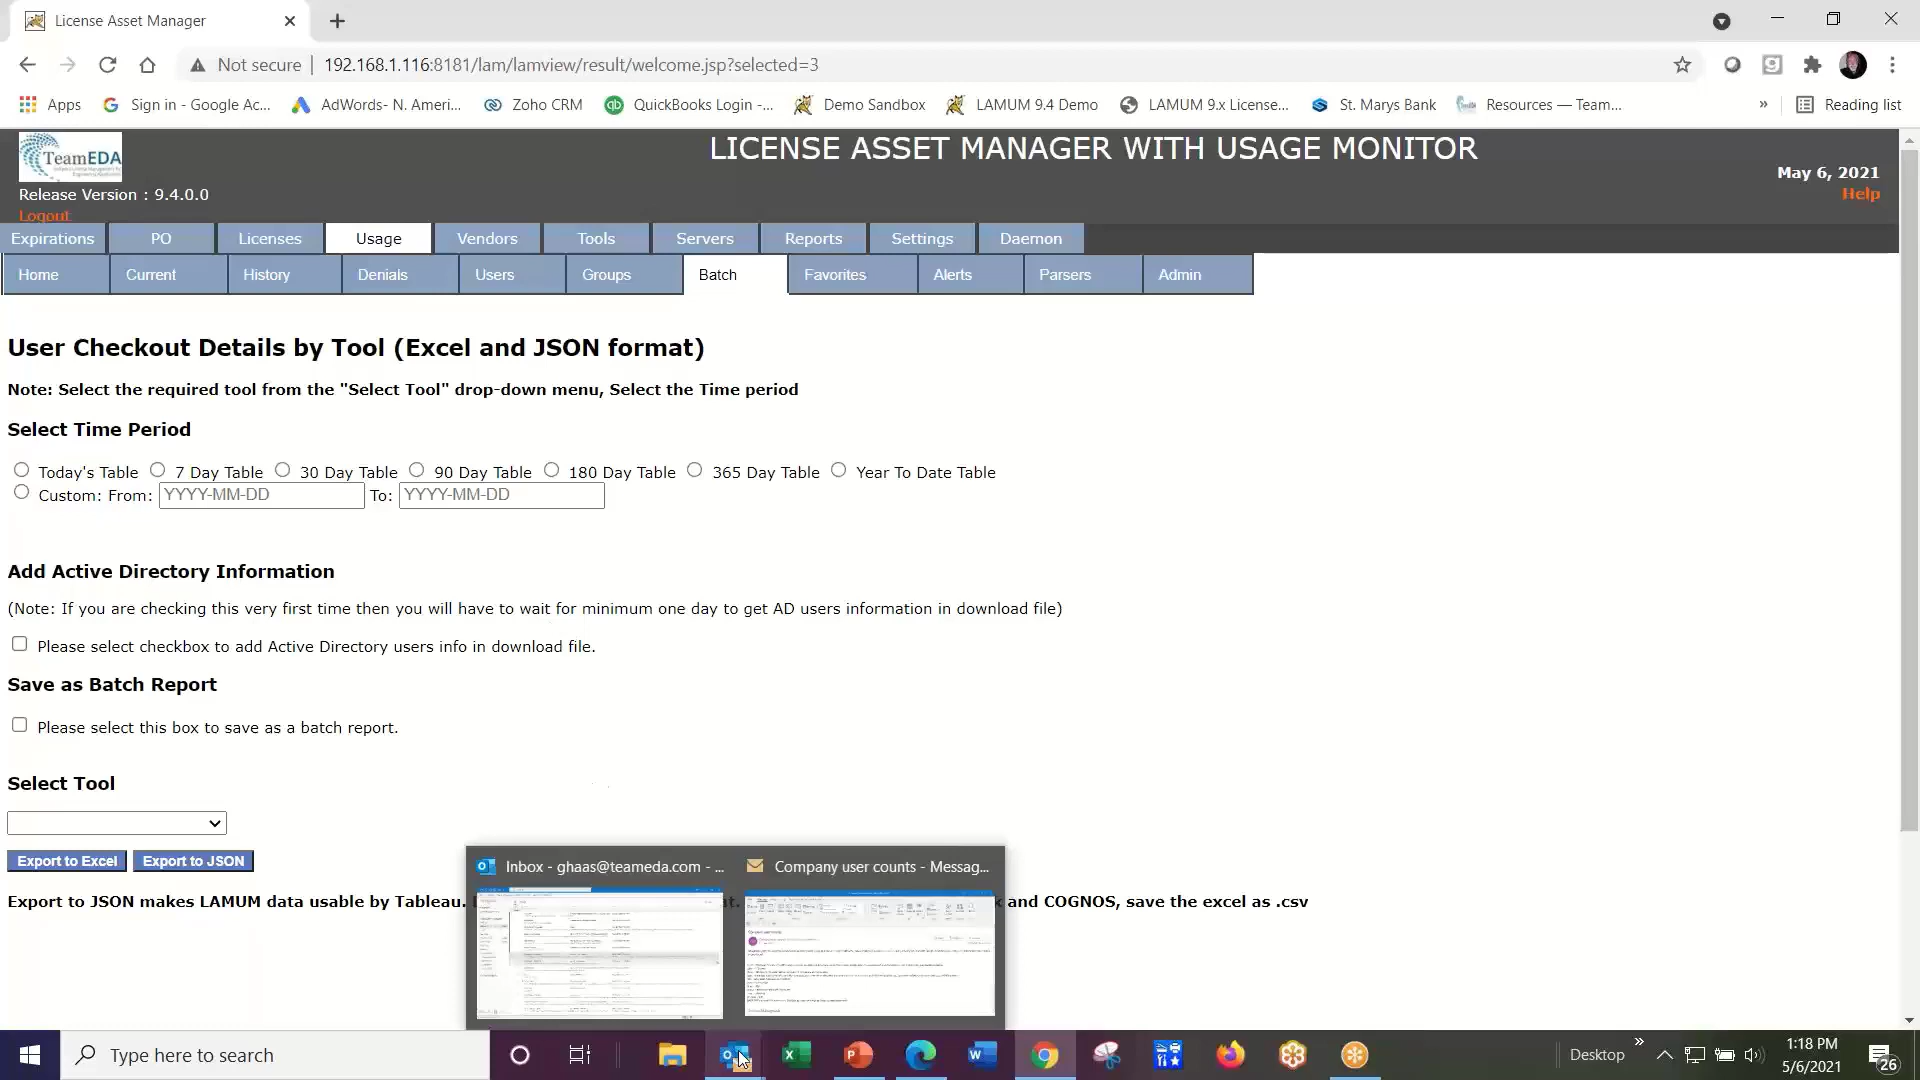 License Asset Manager
Not secure | 192.168.1.116:8181/lam/lamview/result/welcome.jsp?selected=3
Apps Sign in - Google Ac... AdWords- N. Ameri... Zoho CRM QuickBooks Login -... Demo Sandbox LAMUM 9.4 Demo LAMUM 9.x License... St. Marys Bank Resources — Team... » Reading list
TeamEDA
LICENSE ASSET MANAGER WITH USAGE MONITOR
May 6, 2021
Release Version : 9.4.0.0
Help
Logout
Expirations PO Licenses Usage Vendors Tools Servers Reports Settings Daemon
Home Current History Denials Users Groups Batch Favorites Alerts Parsers Admin
User Checkout Details by Tool (Excel and JSON format)
Note: Select the required tool from the "Select Tool" drop-down menu, Select the Time period
Select Time Period
Today's Table 7 Day Table 30 Day Table 90 Day Table 180 Day Table 365 Day Table Year To Date Table
Custom: From: YYYY-MM-DD To: YYYY-MM-DD
Add Active Directory Information
(Note: If you are checking this very first time then you will have to wait for minimum one day to get AD users information in download file)
Please select checkbox to add Active Directory users info in download file.
Save as Batch Report
Please select this box to save as a batch report.
Select Tool
Export to Excel Export to JSON
Inbox - ghaas@teameda.com - ... Company user counts - Messag...
Export to JSON makes LAMUM data usable by Tableau. and COGNOS, save the excel as .csv
Type here to search
Desktop »
1:18 PM
5/6/2021
26